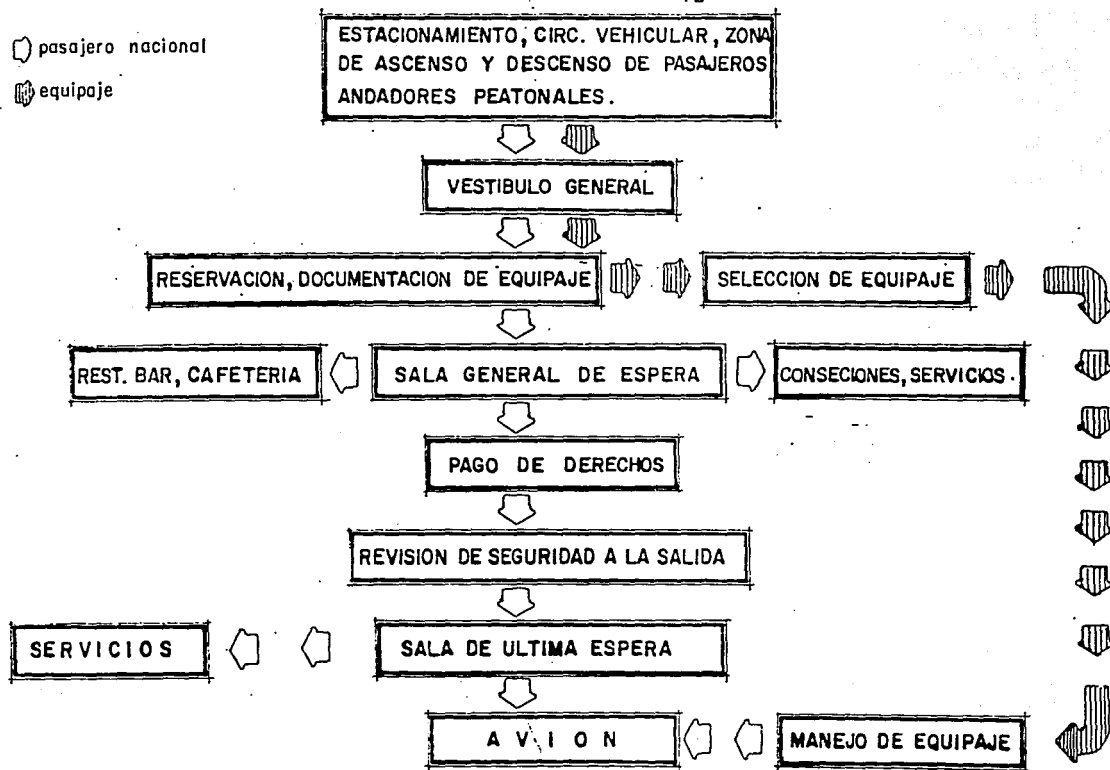 pasajero nacional
equipaje
ESTACIONAMIENTO, CIRC. VEHICULAR, ZONA
DE ASCENSO Y DESCENSO DE PASAJEROS
ANDADORES PEATONALES.
VESTIBULO GENERAL
RESERVACION, DOCUMENTACION DE EQUIPAJE
SELECCION DE EQUIPAJE
REST. BAR, CAFETERIA
SALA GENERAL DE ESPERA
CONSECIONES, SERVICIOS.
PAGO DE DERECHOS
REVISION DE SEGURIDAD A LA SALIDA
SERVICIOS
SALA DE ULTIMA ESPERA
AVION
MANEJO DE EQUIPAJE